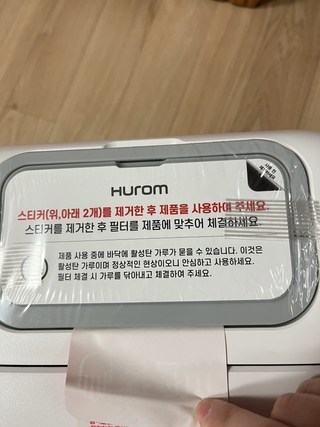 HUROM
스티커(위,아래 2개)를 제거한 후 제품을 사용하여 주세요.
스티커를 제거한 후 필터를 제품에 맞추어 체결하세요.
제품 사용 중에 바닥에 활성탄 가루가 묻을 수 있습니다. 이것은
활성탄 가루이며 정상적인 현상이오니 안심하고 사용하세요.
필터 체결 시 가루를 닦아내고 체결하여 주세요.